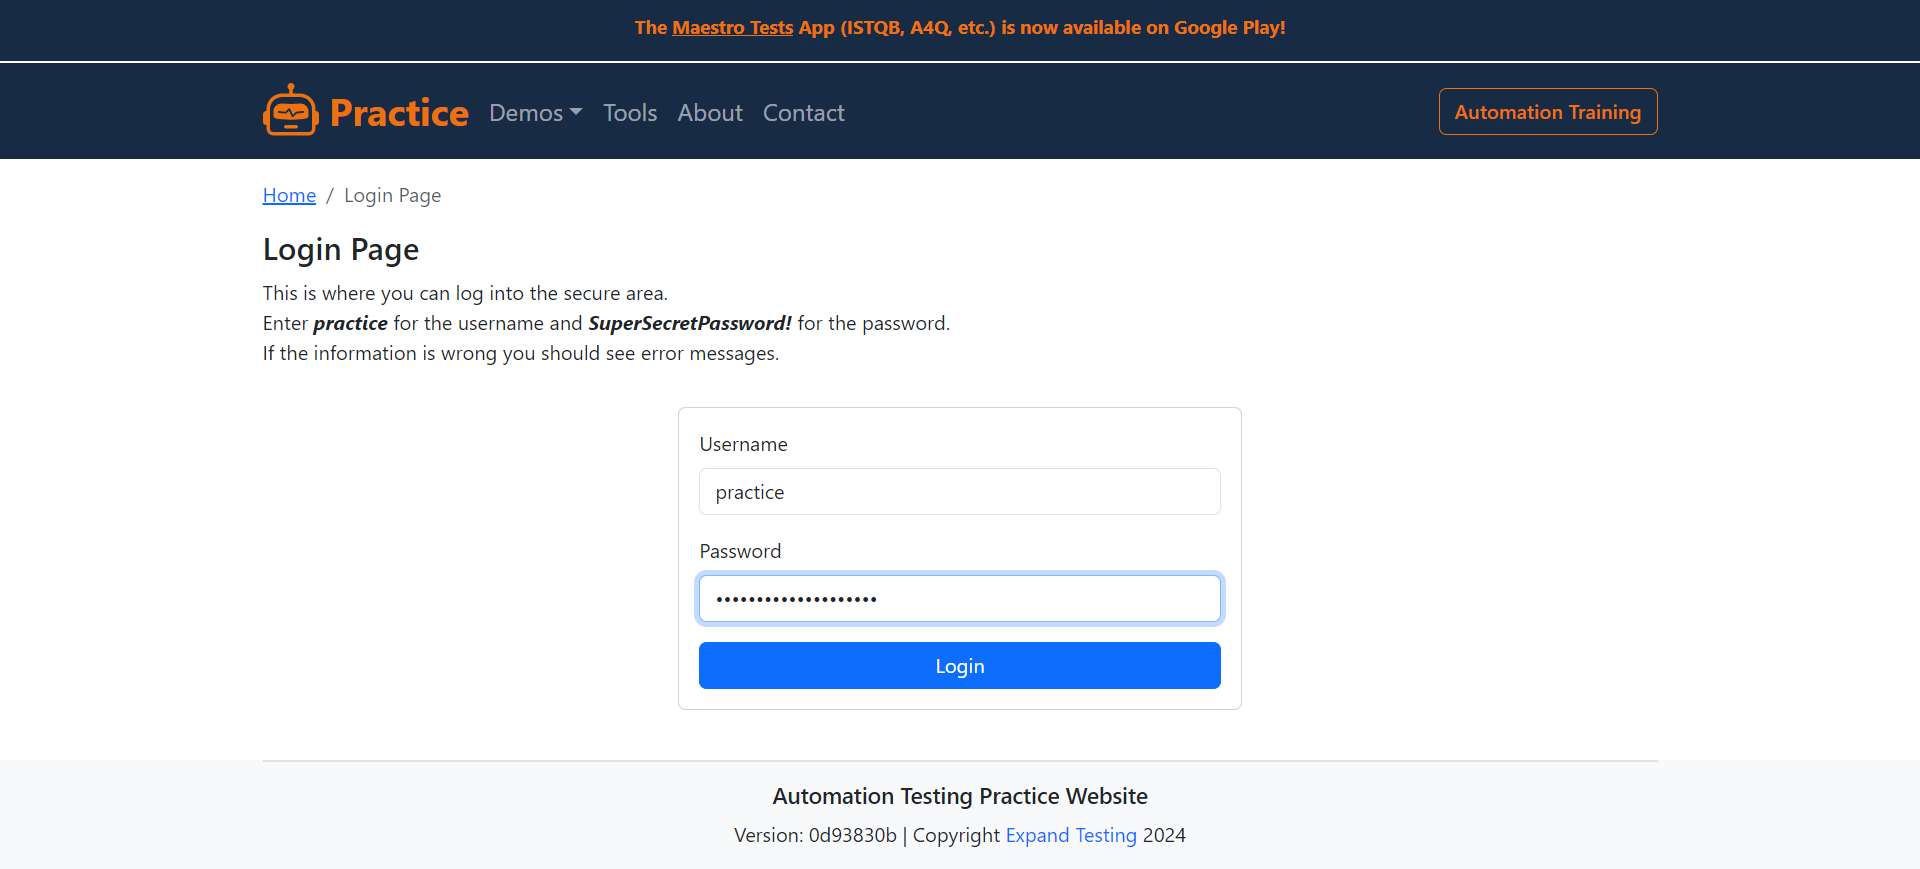 The Maestro Tests App (ISTQB, A4Q, etc.) is now available on Google Play!
Practice Demos Tools About Contact Automation Training
Home / Login Page
Login Page
This is where you can log into the secure area.
Enter practice for the username and SuperSecretPassword! for the password.
If the information is wrong you should see error messages.
Username
practice
Password
••••••••••••••••••••
Login
Automation Testing Practice Website
Version: 0d93830b | Copyright Expand Testing 2024